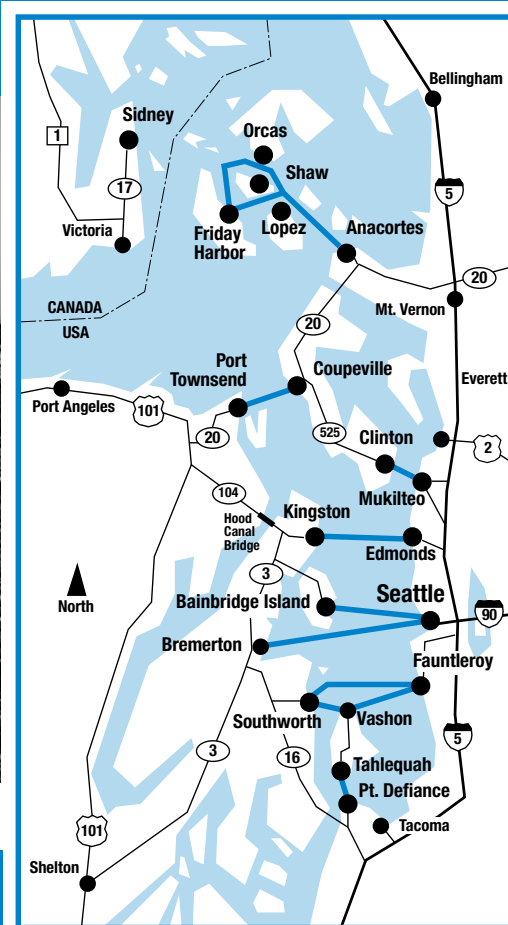 Bellingham
Sidney
1
Orcas
Shaw
17
5
Victoria
Friday
Harbor
Lopez
Anacortes
20
CANADA
USA
Mt. Vernon
20
Port
Townsend
Coupeville
Everett
Port Angeles
101
20
525
Clinton
2
Mukilteo
104
Hood
Canal
Bridge
Kingston
Edmonds
3
North
Seattle
Bainbridge Island
90
Bremerton
Fauntleroy
Southworth
Vashon
5
3
16
Tahlequah
Pt. Defiance
101
Tacoma
Shelton